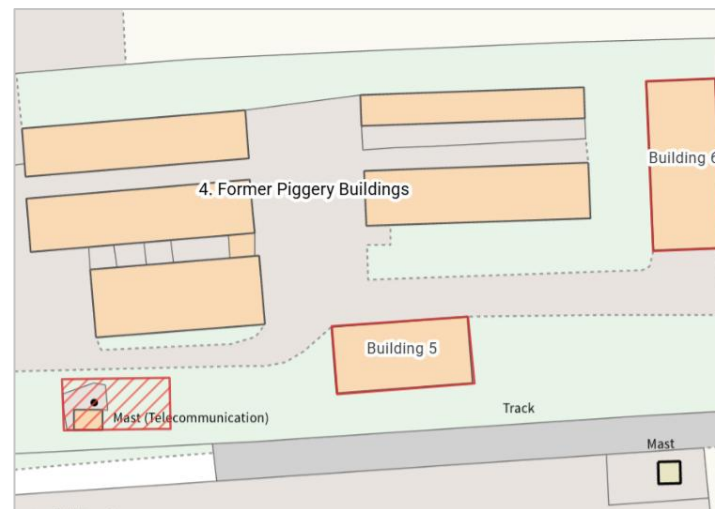 Building 6
4. Former Piggery Buildings
Building 5
Mast (Telecommunication)
Track
Mast